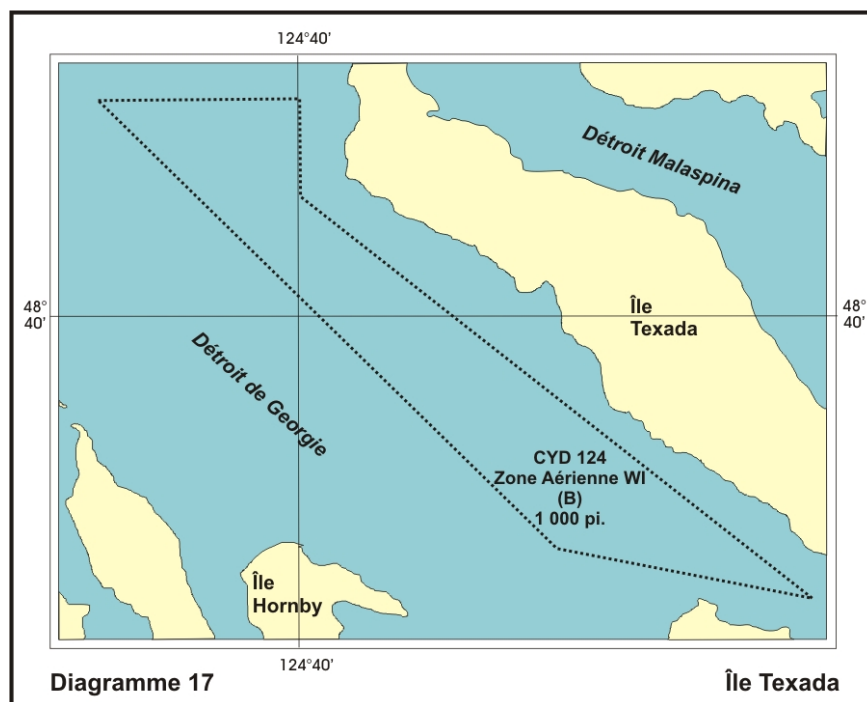 124°40’
Détroit Malaspina
48°
40’
Île
Texada
48°
40’
Détroit de Georgie
CYD 124
Zone Aérienne WI
(B)
1 000 pi.
Île
Hornby
124°40’
Diagramme 17
Île Texada